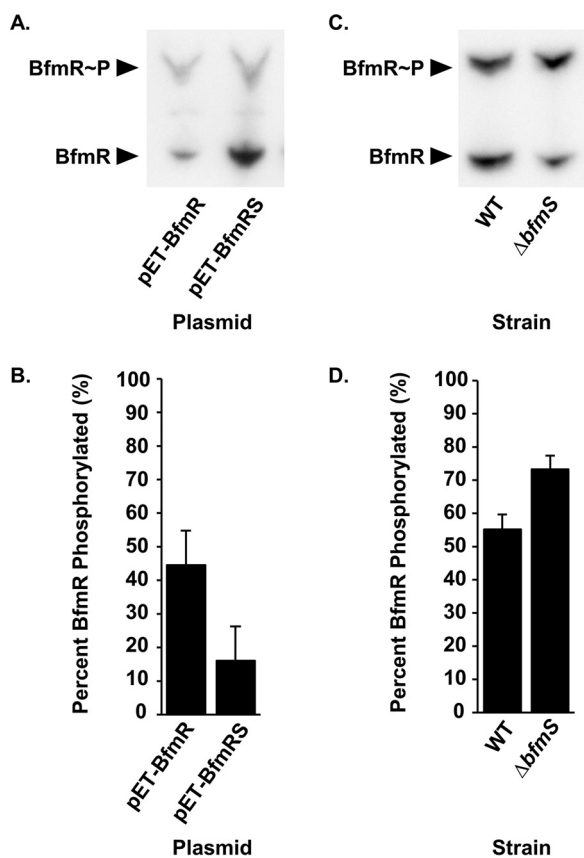 A.
BfmR~P
BfmR
pET-BfmR
pET-BfmRS
Plasmid
C.
BfmR~P
BfmR
WT
ΔbfmS
Strain
B.
Percent BfmR Phosphorylated (%)
100
90
80
70
60
50
40
30
20
10
0
pET-BfmR
pET-BfmRS
Plasmid
D.
Percent BfmR Phosphorylated (%)
100
90
80
70
60
50
40
30
20
10
0
WT
ΔbfmS
Strain